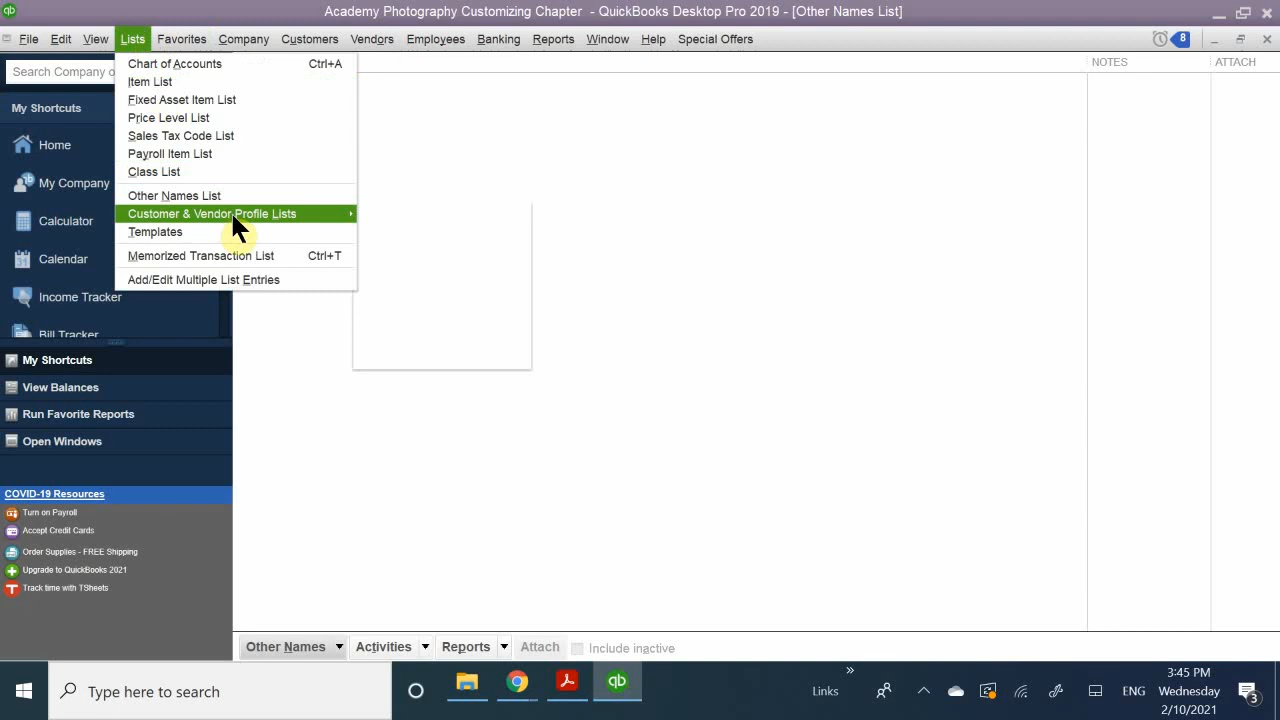 Academy Photography Customizing Chapter - QuickBooks Desktop Pro 2019 - [Other Names List]
File Edit View Lists Favorites Company Customers Vendors Employees Banking Reports Window Help Special Offers 8
Search Company o
NOTES ATTACH
My Shortcuts
Home
My Company
Calculator
Calendar
Income Tracker
Bill Tracker
Chart of Accounts Ctrl+A
Item List
Fixed Asset Item List
Price Level List
Sales Tax Code List
Payroll Item List
Class List
Other Names List
Customer & Vendor Profile Lists
Templates
Memorized Transaction List Ctrl+T
Add/Edit Multiple List Entries
My Shortcuts
View Balances
Run Favorite Reports
Open Windows
COVID-19 Resources
Turn on Payroll
Accept Credit Cards
Order Supplies - FREE Shipping
Upgrade to QuickBooks 2021
Track time with TSheets
Other Names Activities Reports Attach Include inactive
Type here to search
qb
Links
»
ENG
3:45 PM
Wednesday
2/10/2021
3